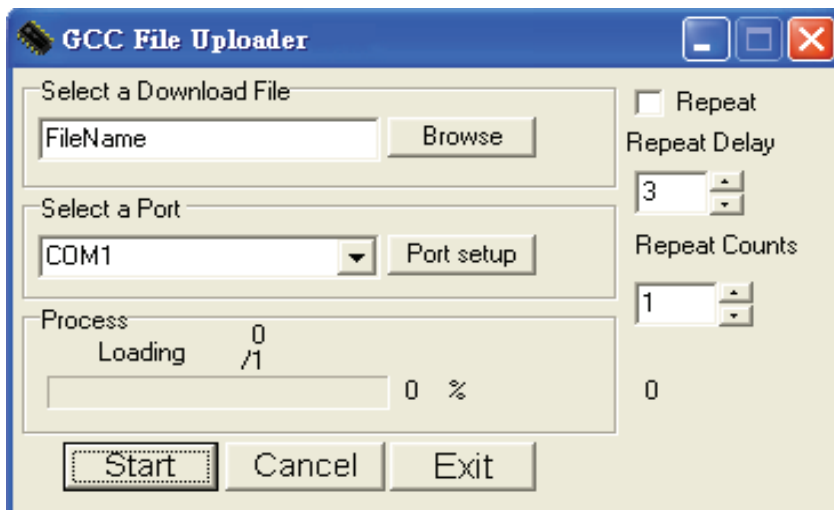 GCC File Uploader
Select a Download File
FileName
Browse
Select a Port
COM1
Port setup
Process
Loading 0
/1
0 %
Start
Cancel
Exit
Repeat
Repeat Delay
3
Repeat Counts
1
0